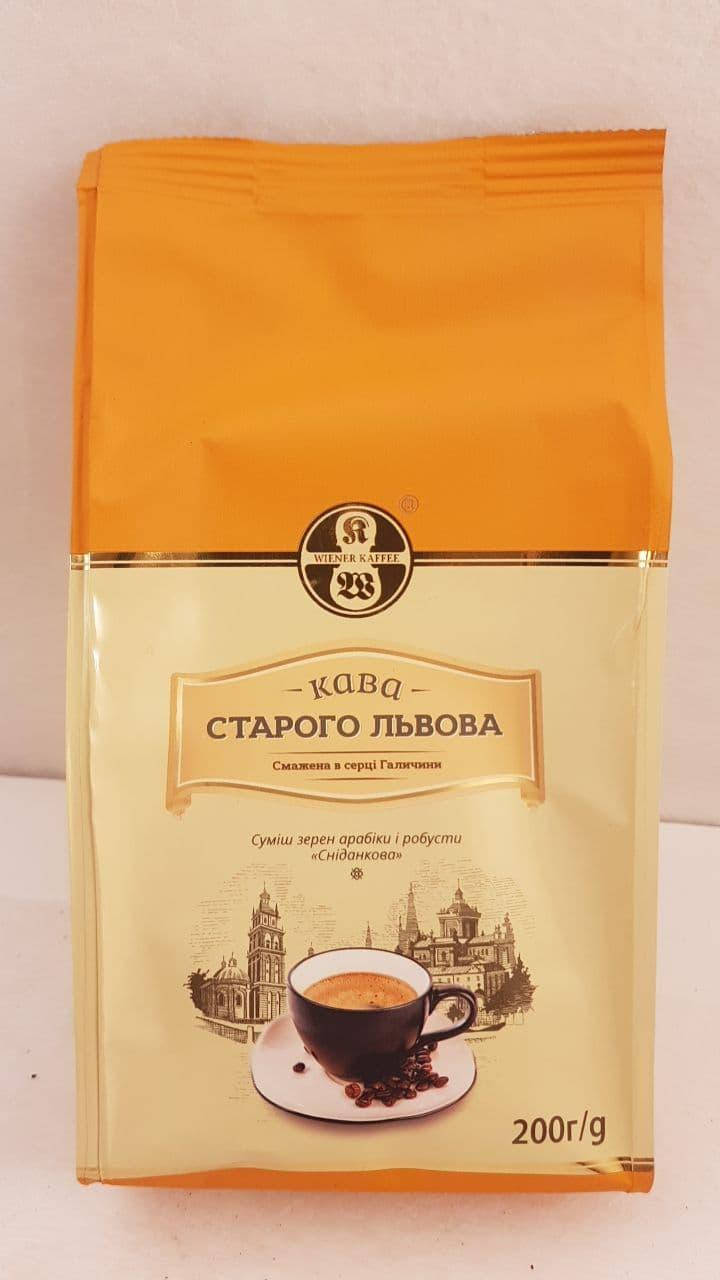 ®
K
WIENER KAFFEE
W
кава
СТАРОГО ЛЬВОВА
Смажена в серці Галичини
Суміш зерен арабіки і робусти
«Сніданкова»
200г/g